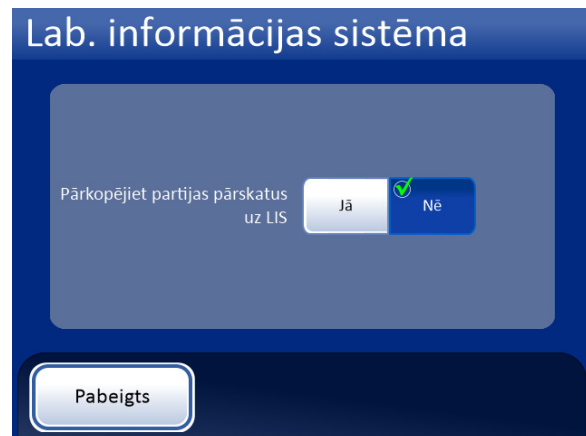 Lab. informācijas sistēma
Pārkopējiet partijas pārskatus
uz LIS
Jā
Nē
Pabeigts